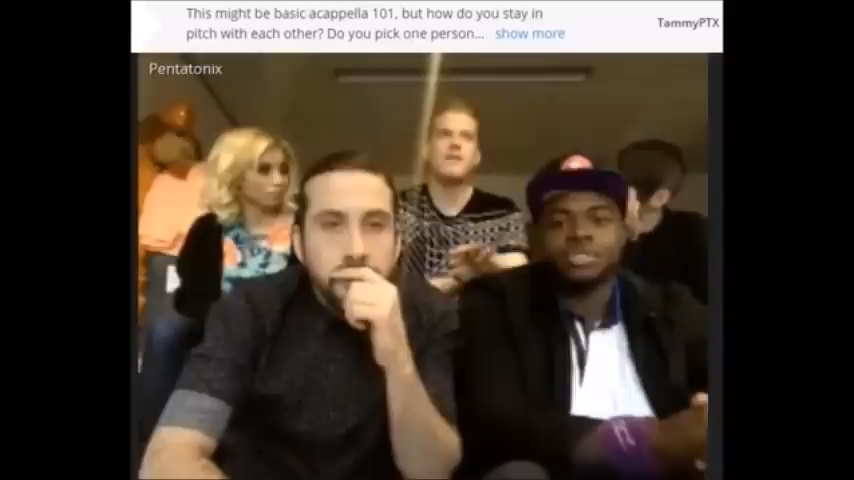 This might be basic acappella 101, but how do you stay in
pitch with each other? Do you pick one person... show more
TammyPTX
Pentatonix